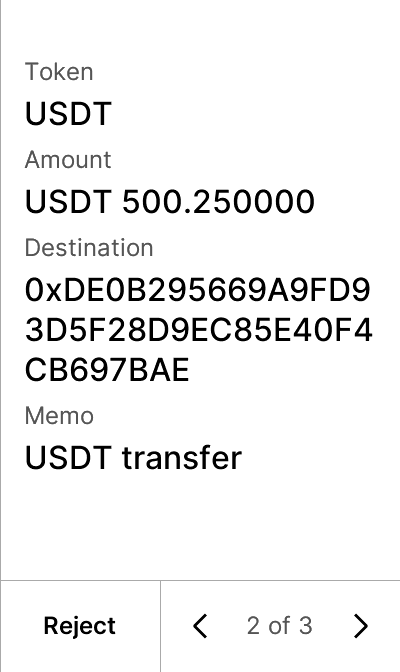 Token
USDT
Amount
USDT 500.250000
Destination
0xDE0B295669A9FD9
3D5F28D9EC85E40F4
CB697BAE
Memo
USDT transfer
Reject
2 of 3